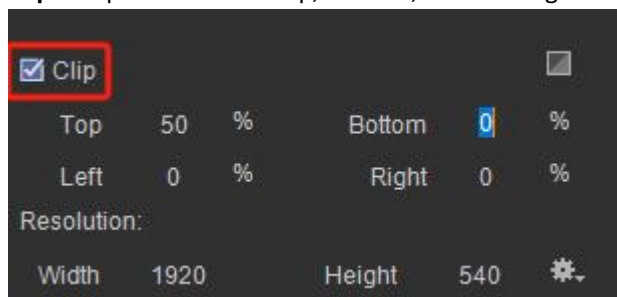 Clip
Top 50 % Bottom 0 %
Left 0 % Right 0 %
Resolution:
Width 1920 Height 540